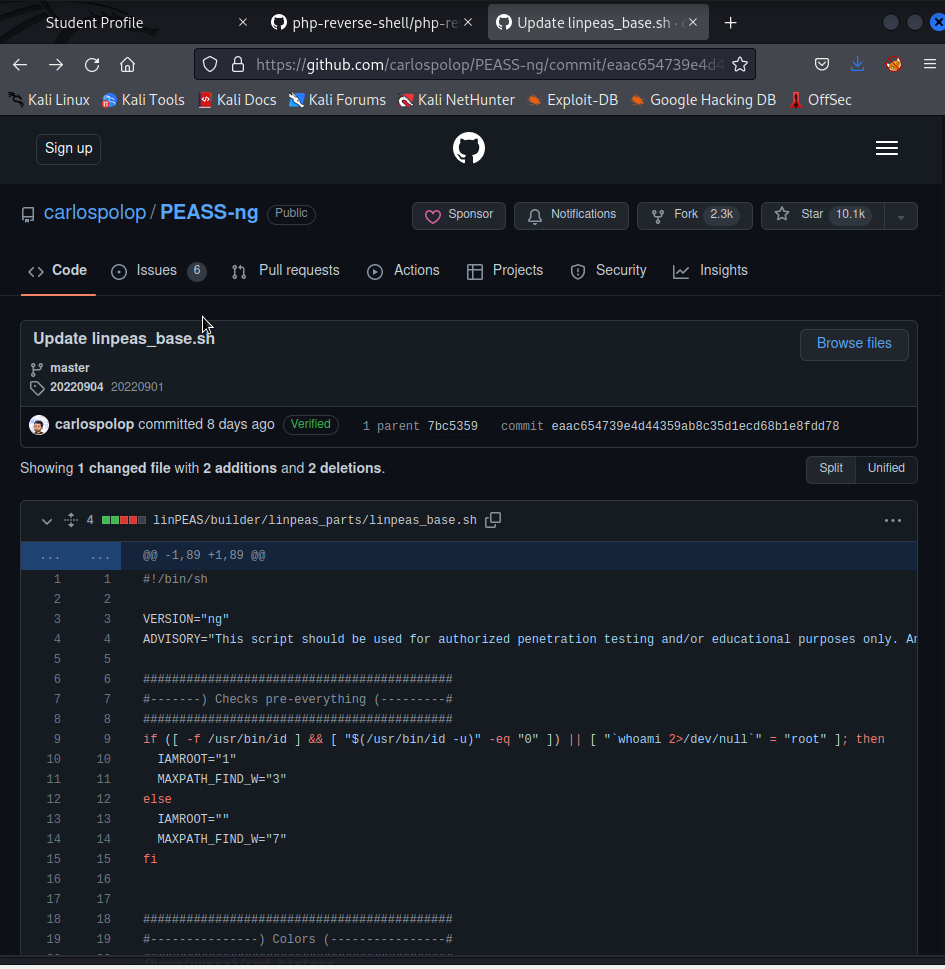 Student Profile
php-reverse-shell/php-re
Update linpeas_base.sh · c
https://github.com/carlospolop/PEASS-ng/commit/eaac654739e4d4
Kali Linux Kali Tools Kali Docs Kali Forums Kali NetHunter Exploit-DB Google Hacking DB OffSec
Sign up
carlospolop / PEASS-ng Public
Sponsor Notifications Fork 2.3k Star 10.1k
Code Issues 6 Pull requests Actions Projects Security Insights
Update linpeas_base.sh
Browse files
master
20220904 20220901
carlospolop committed 8 days ago Verified 1 parent 7bc5359 commit eaac654739e4d44359ab8c35d1ecd68b1e8fdd78
Showing 1 changed file with 2 additions and 2 deletions.
Split Unified
4 linPEAS/builder/linpeas_parts/linpeas_base.sh
... ... @@ -1,89 +1,89 @@
1 1 #!/bin/sh
2 2
3 3 VERSION="ng"
4 4 ADVISORY="This script should be used for authorized penetration testing and/or educational purposes only. An
5 5
6 6 ###########################################
7 7 #-------) Checks pre-everything (---------#
8 8 ###########################################
9 9 if ([ -f /usr/bin/id ] && [ "$(/usr/bin/id -u)" -eq "0" ]) || [ "`whoami 2>/dev/null`" = "root" ]; then
10 10 IAMROOT="1"
11 11 MAXPATH_FIND_W="3"
12 12 else
13 13 IAMROOT=""
14 14 MAXPATH_FIND_W="7"
15 15 fi
16 16
17 17
18 18 ###########################################
19 19 #---------------) Colors (----------------#